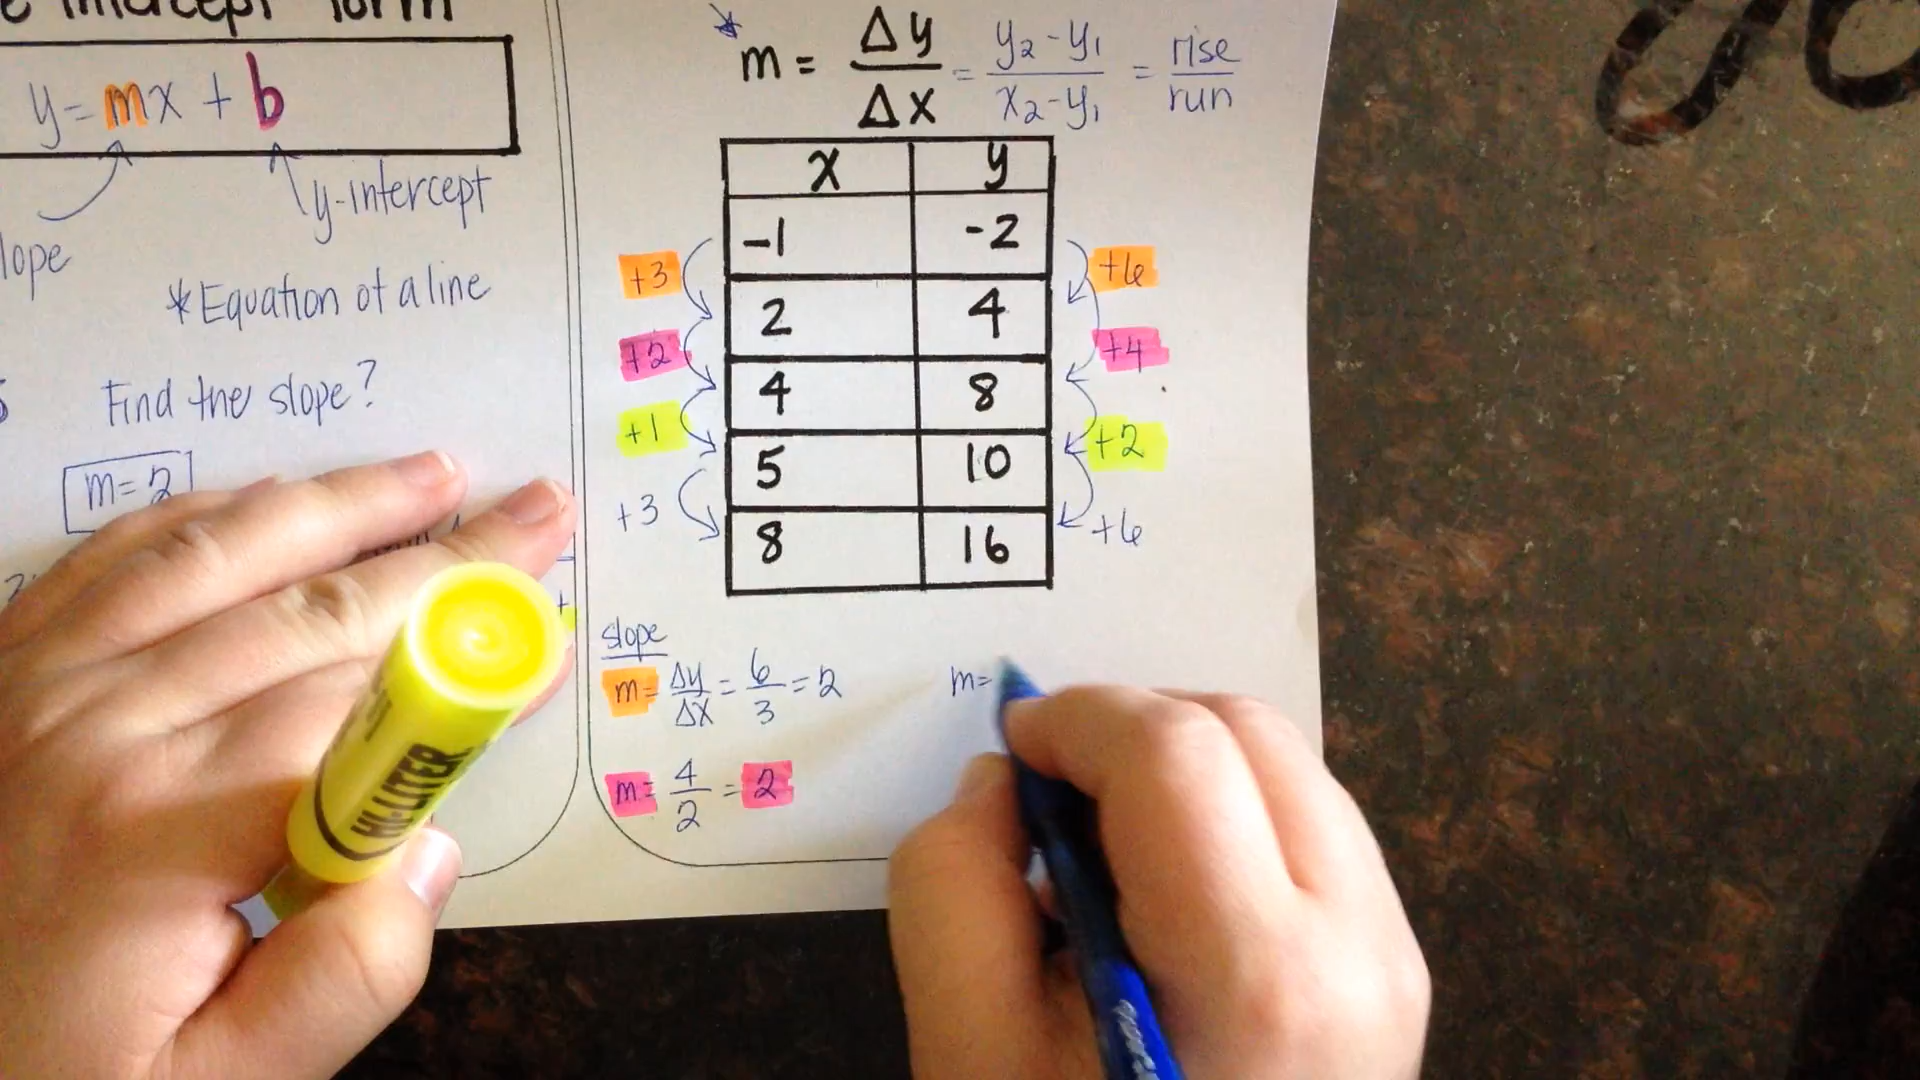 intercept form
y=mx + b
y-intercept
lope
*Equation of a line
Find the slope?
m=2
* m = Δy/Δx = y₂-y₁/x₂-y₁ = rise/run
x y
-1 -2
+3 +6
2 4
+2 +4
4 8
+1 +2
5 10
+3 +6
8 16
slope
m= Δy/Δx = 6/3 = 2
m= 4/2 = 2
m=
HI-LITER